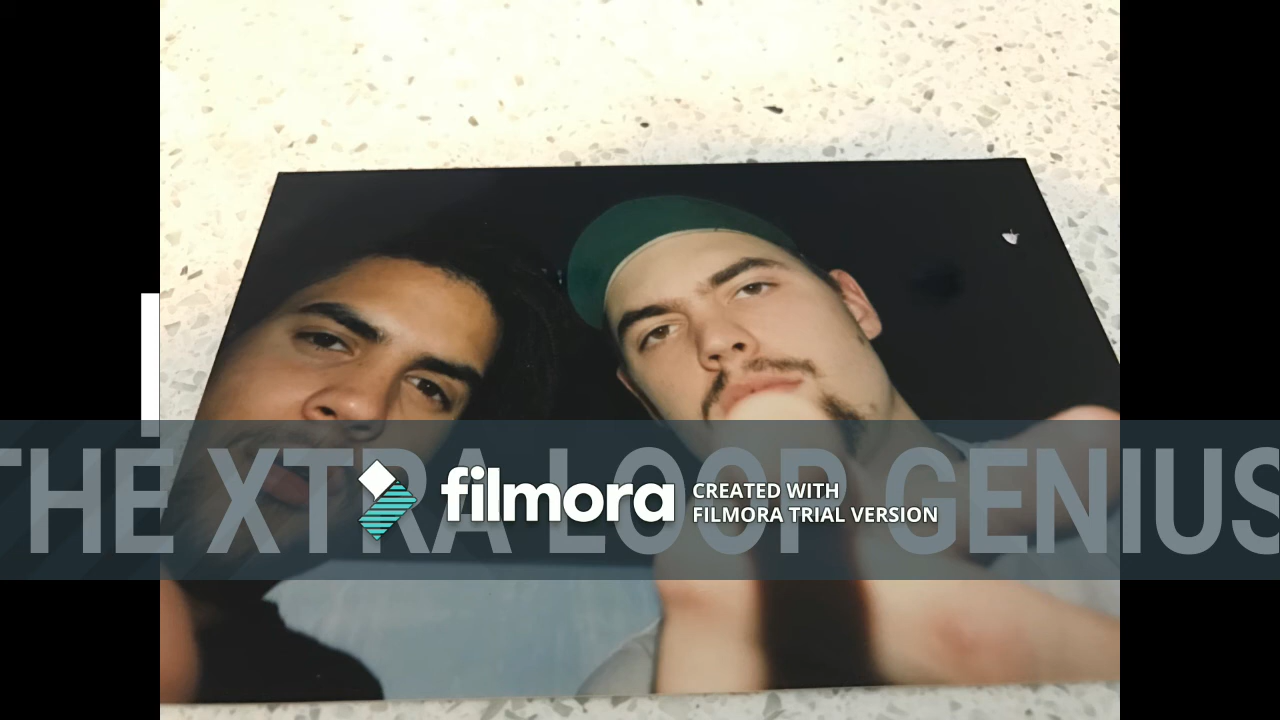 THE XTRA LOOP GENIUS
filmora
CREATED WITH
FILMORA TRIAL VERSION